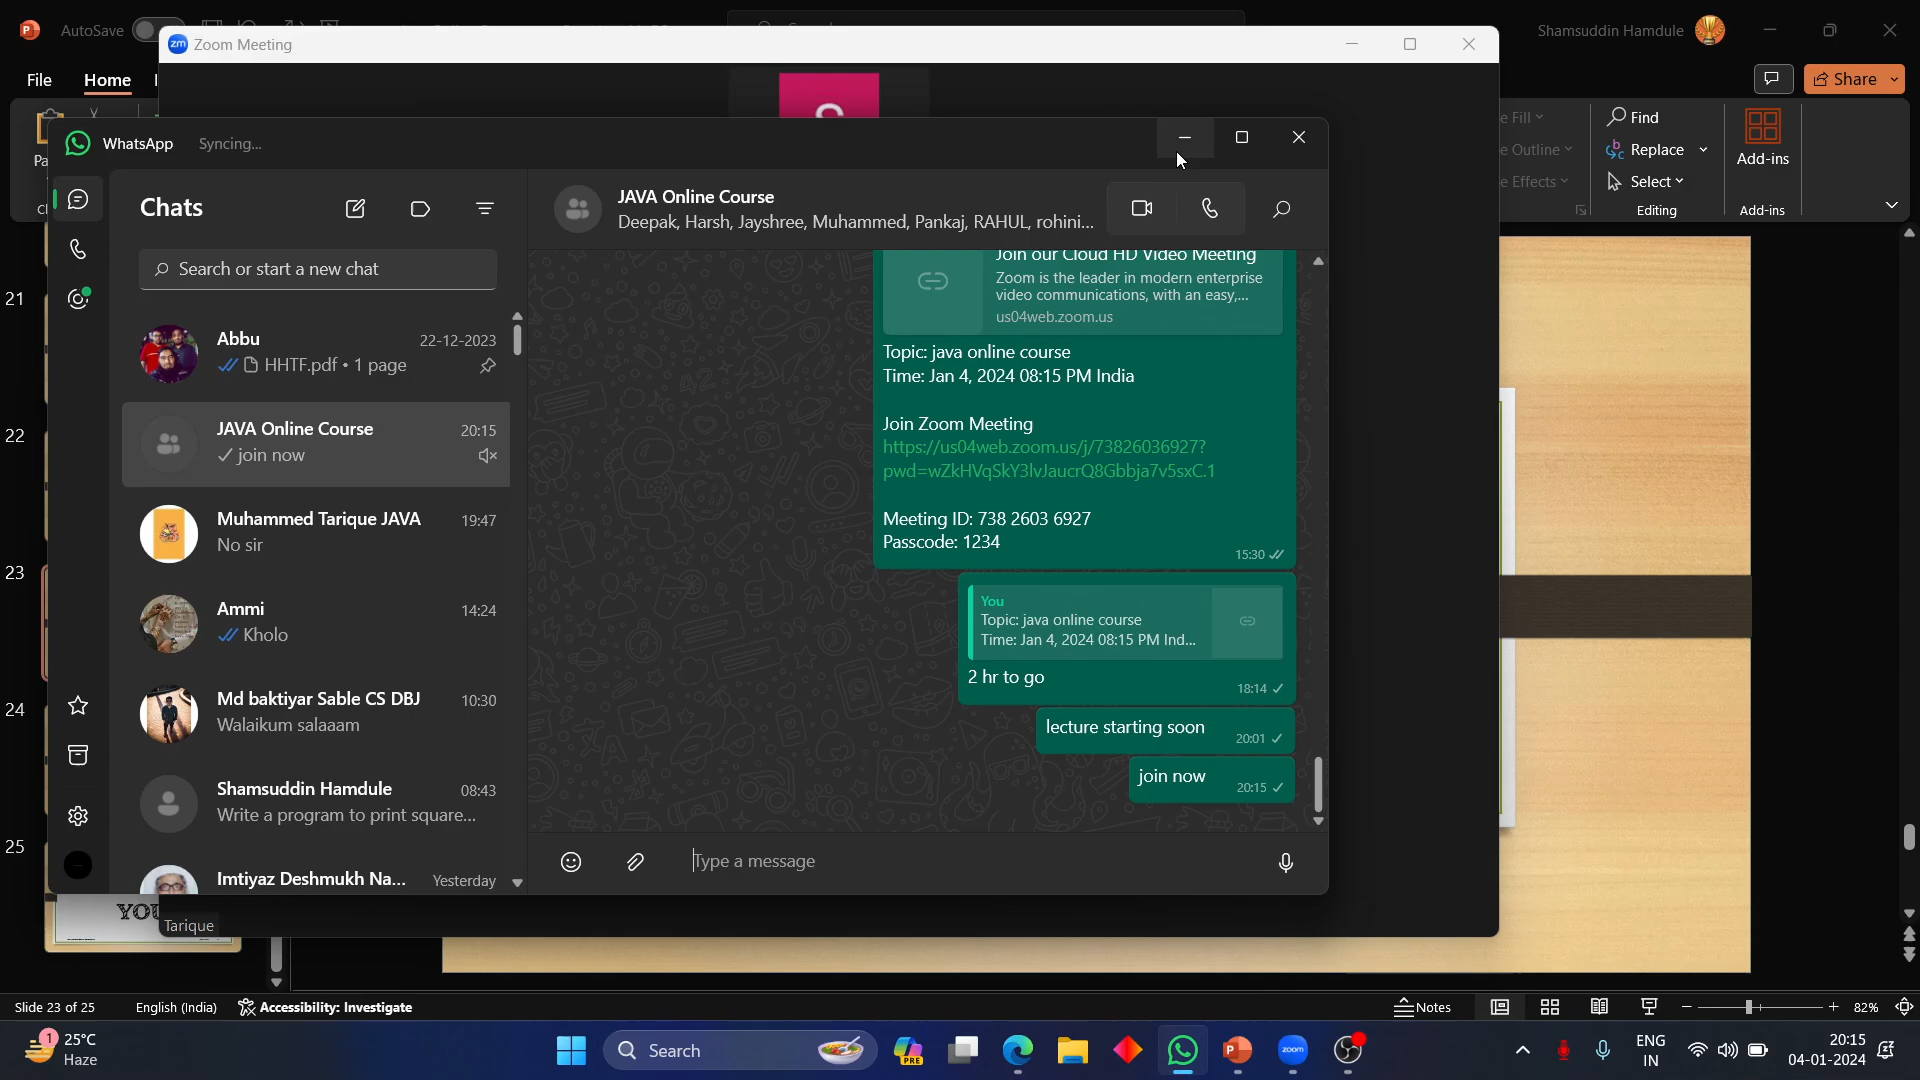 AutoSave
Shamsuddin Hamdule
Zoom Meeting
File
Home
Share
Find
Replace
Select
Editing
Add-ins
Add-ins
WhatsApp
Syncing...
Chats
Search or start a new chat
Abbu
22-12-2023
HHTF.pdf • 1 page
JAVA Online Course
20:15
join now
Muhammed Tarique JAVA
19:47
No sir
Ammi
14:24
Kholo
Md baktiyar Sable CS DBJ
10:30
Walaikum salaaam
Shamsuddin Hamdule
08:43
Write a program to print square...
Imtiyaz Deshmukh Na...
Yesterday
JAVA Online Course
Deepak, Harsh, Jayshree, Muhammed, Pankaj, RAHUL, rohini...
Join our Cloud HD Video Meeting
Zoom is the leader in modern enterprise
video communications, with an easy,...
us04web.zoom.us
Topic: java online course
Time: Jan 4, 2024 08:15 PM India
Join Zoom Meeting
https://us04web.zoom.us/j/73826036927?
pwd=wZkHVqSkY3lvJaucrQ8Gbbja7v5sxC.1
Meeting ID: 738 2603 6927
Passcode: 1234
15:30
You
Topic: java online course
Time: Jan 4, 2024 08:15 PM Ind...
2 hr to go
18:14
lecture starting soon
20:01
join now
20:15
Type a message
21
22
23
24
25
Tarique
Slide 23 of 25
English (India)
Accessibility: Investigate
Notes
82%
1
25°C
Haze
Search
PRE
zoom
ENG
IN
20:15
04-01-2024